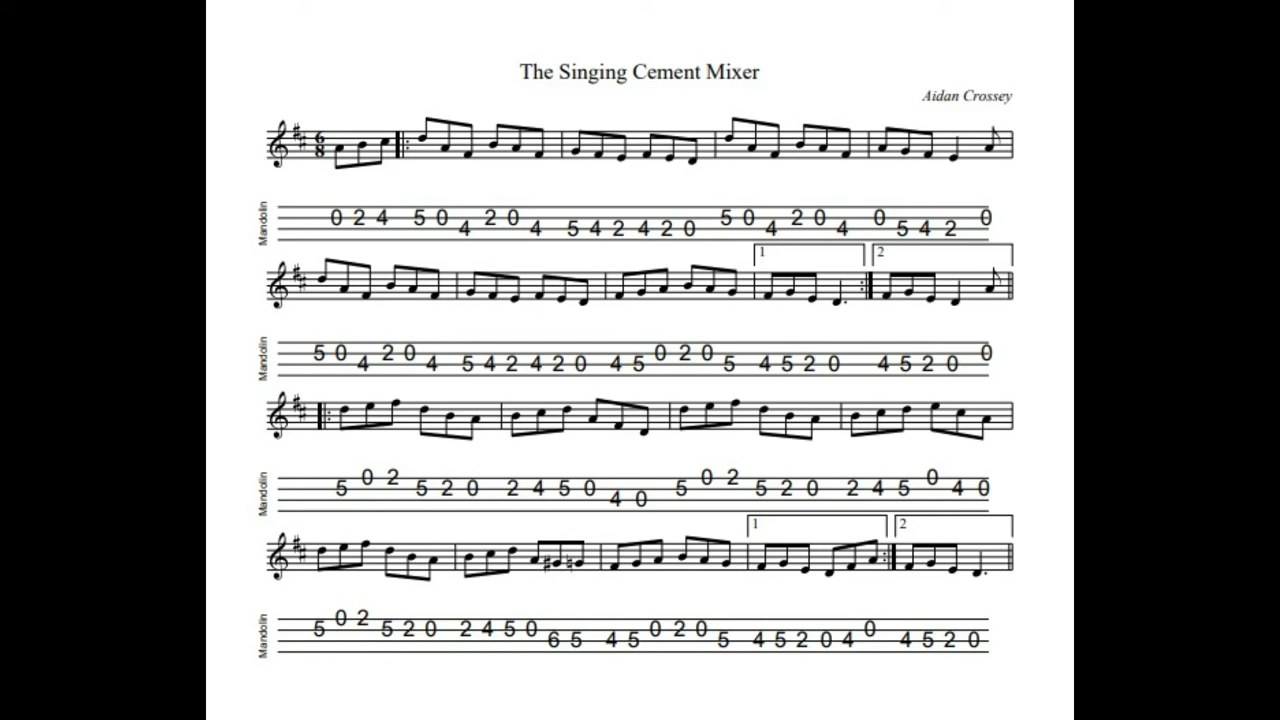 The Singing Cement Mixer
Aidan Crossey
6
8
Mandolin 0 2 4 5 0 4 2 0 4 5 4 2 4 2 0 5 0 4 2 0 4 0 5 4 2 0
1 2
Mandolin 5 0 4 2 0 4 5 4 2 4 2 0 4 5 0 2 0 5 4 5 2 0 4 5 2 0 0
Mandolin 5 0 2 5 2 0 2 4 5 0 4 0 5 0 2 5 2 0 2 4 5 0 4 0
1 2
Mandolin 5 0 2 5 2 0 2 4 5 0 6 5 4 5 0 2 0 5 4 5 2 0 4 0 4 5 2 0